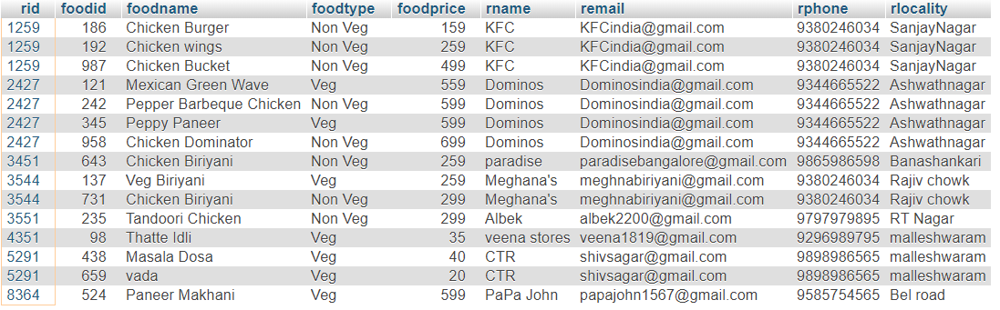 rid foodid foodname foodtype foodprice rname remail rphone rlocality
1259 186 Chicken Burger Non Veg 159 KFC KFCindia@gmail.com 9380246034 SanjayNagar
1259 192 Chicken wings Non Veg 259 KFC KFCindia@gmail.com 9380246034 SanjayNagar
1259 987 Chicken Bucket Non Veg 499 KFC KFCindia@gmail.com 9380246034 SanjayNagar
2427 121 Mexican Green Wave Veg 559 Dominos Dominosindia@gmail.com 9344665522 Ashwathnagar
2427 242 Pepper Barbeque Chicken Non Veg 599 Dominos Dominosindia@gmail.com 9344665522 Ashwathnagar
2427 345 Peppy Paneer Veg 599 Dominos Dominosindia@gmail.com 9344665522 Ashwathnagar
2427 958 Chicken Dominator Non Veg 699 Dominos Dominosindia@gmail.com 9344665522 Ashwathnagar
3451 643 Chicken Biriyani Non Veg 259 paradise paradisebangalore@gmail.com 9865986598 Banashankari
3544 137 Veg Biriyani Veg 259 Meghana's meghnabiriyani@gmail.com 9380246034 Rajiv chowk
3544 731 Chicken Biriyani Non Veg 299 Meghana's meghnabiriyani@gmail.com 9380246034 Rajiv chowk
3551 235 Tandoori Chicken Non Veg 299 Albek albek2200@gmail.com 9797979895 RT Nagar
4351 98 Thatte Idli Veg 35 veena stores veena1819@gmail.com 9296989795 malleshwaram
5291 438 Masala Dosa Veg 40 CTR shivsagar@gmail.com 9898986565 malleshwaram
5291 659 vada Veg 20 CTR shivsagar@gmail.com 9898986565 malleshwaram
8364 524 Paneer Makhani Veg 599 PaPa John papajohn1567@gmail.com 9585754565 Bel road